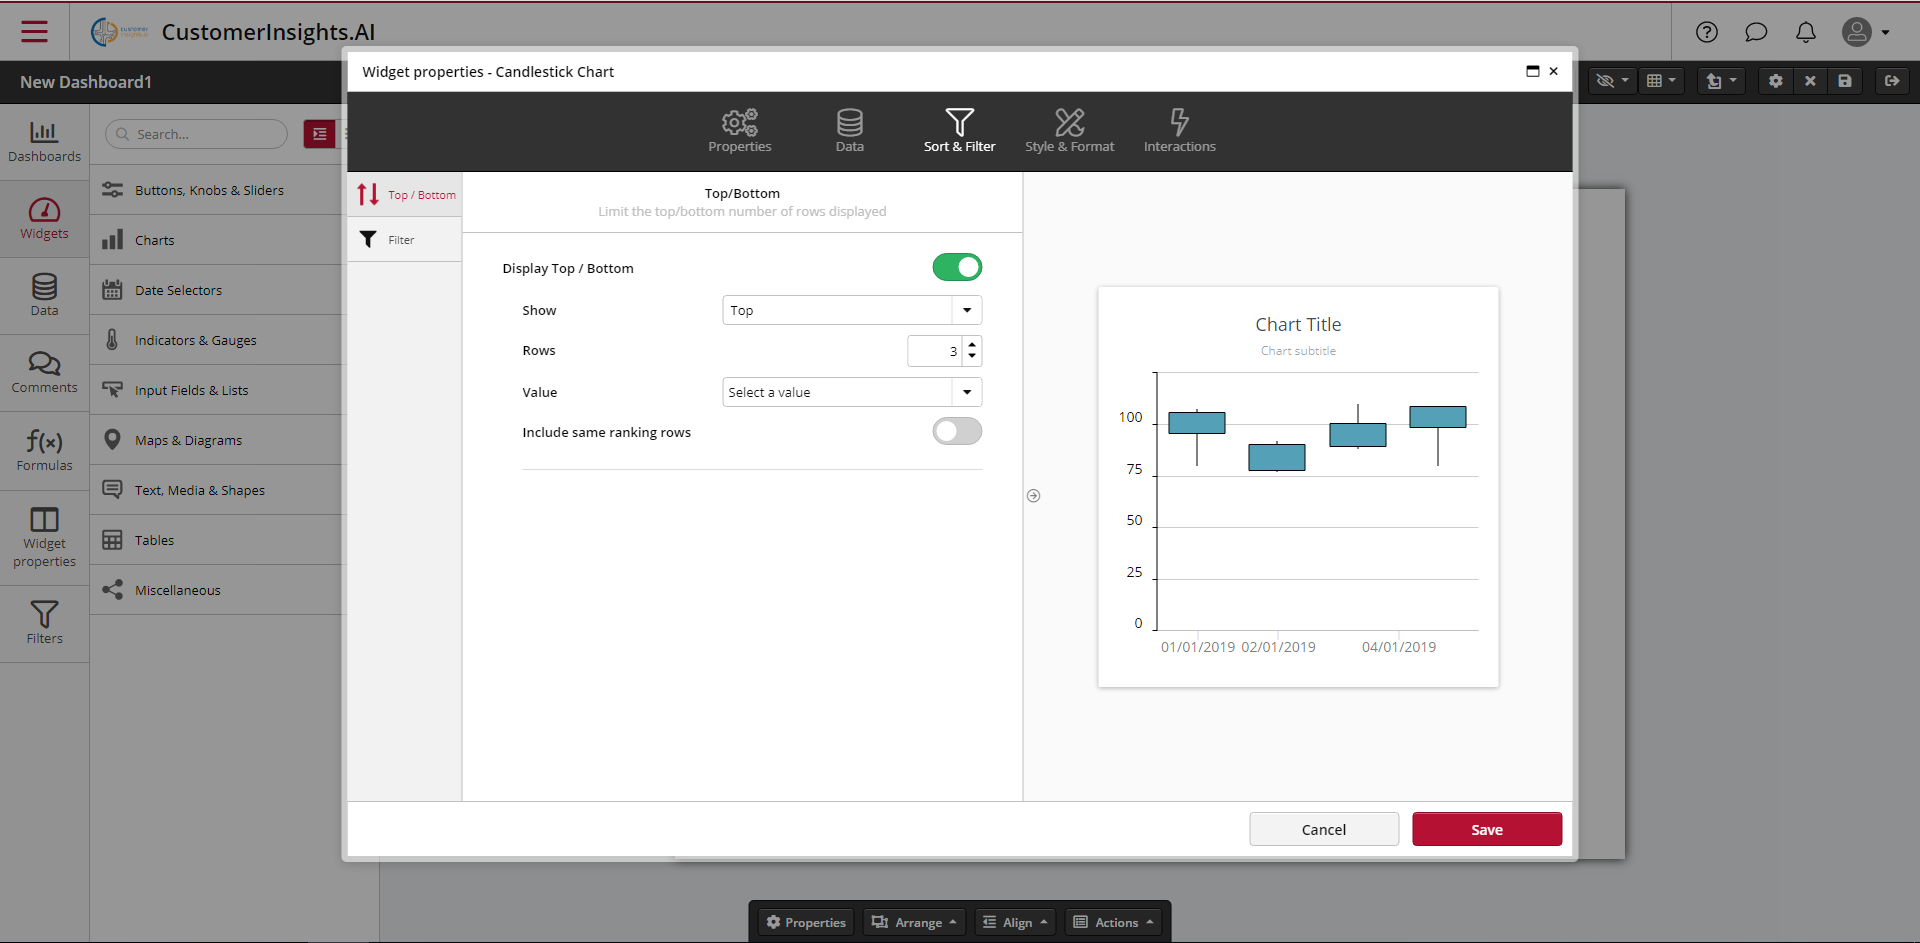 CustomerInsights.AI
New Dashboard1
Widget properties - Candlestick Chart
Properties
Data
Sort & Filter
Style & Format
Interactions
Dashboards
Widgets
Data
Comments
f(x)
Formulas
Widget
properties
Filters
Search...
Buttons, Knobs & Sliders
Charts
Date Selectors
Indicators & Gauges
Input Fields & Lists
Maps & Diagrams
Text, Media & Shapes
Tables
Miscellaneous
Top / Bottom
Filter
Top/Bottom
Limit the top/bottom number of rows displayed
Display Top / Bottom
Show
Top
Rows
3
Value
Select a value
Include same ranking rows
Chart Title
Chart subtitle
100
75
50
25
0
01/01/2019 02/01/2019 04/01/2019
Cancel
Save
Properties
Arrange
Align
Actions